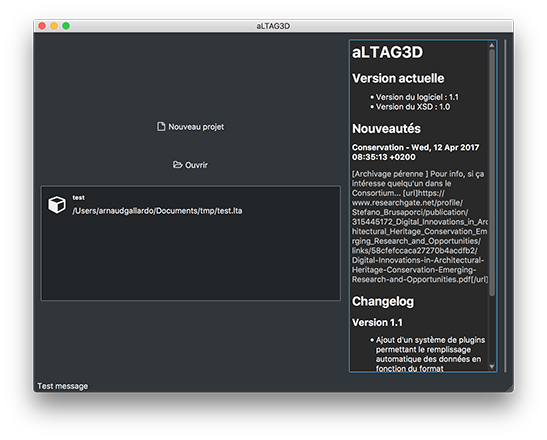 aLTAG3D
Nouveau projet
Ouvrir
test
/Users/arnaudgallardo/Documents/tmp/test.lta
aLTAG3D
Version actuelle
• Version du logiciel : 1.1
• Version du XSD : 1.0
Nouveautés
Conservation - Wed, 12 Apr 2017
08:35:13 +0200
[Archivage pérenne ] Pour info, si ça
intéresse quelqu'un dans le
Consortium... [url]https://
www.researchgate.net/profile/
Stefano_Brusaporci/publication/
315445172_Digital_Innovations_in_Arc
hitectural_Heritage_Conservation_Em
erging_Research_and_Opportunities/
links/58cfefccaca27270b4acdfb2/
Digital-Innovations-in-Architectural-
Heritage-Conservation-Emerging-
Research-and-Opportunities.pdf[/url]
Changelog
Version 1.1
• Ajout d'un système de plugins
permettant le remplissage
automatique des données en
fonction du format
Test message